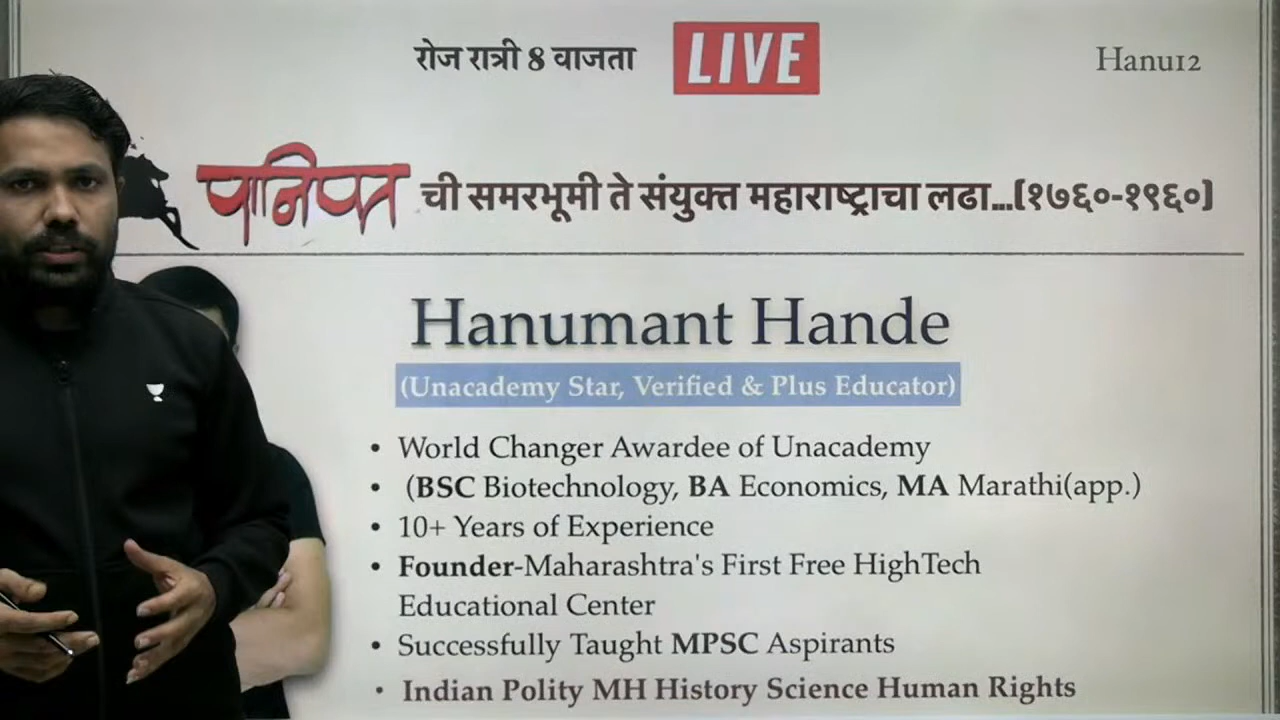 रोज रात्री 8 वाजता LIVE Hanu12
पानिपत ची समरभूमी ते संयुक्त महाराष्ट्राचा लढा...(१७६०-१९६०)
Hanumant Hande
(Unacademy Star, Verified & Plus Educator)
• World Changer Awardee of Unacademy
• (BSC Biotechnology, BA Economics, MA Marathi(app.)
• 10+ Years of Experience
• Founder-Maharashtra's First Free HighTech
Educational Center
• Successfully Taught MPSC Aspirants
• Indian Polity MH History Science Human Rights